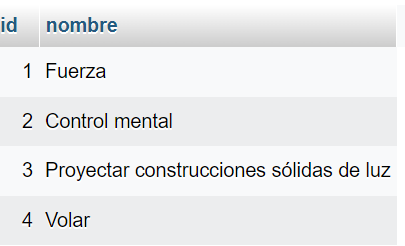 id nombre
1 Fuerza
2 Control mental
3 Proyectar construcciones sólidas de luz
4 Volar